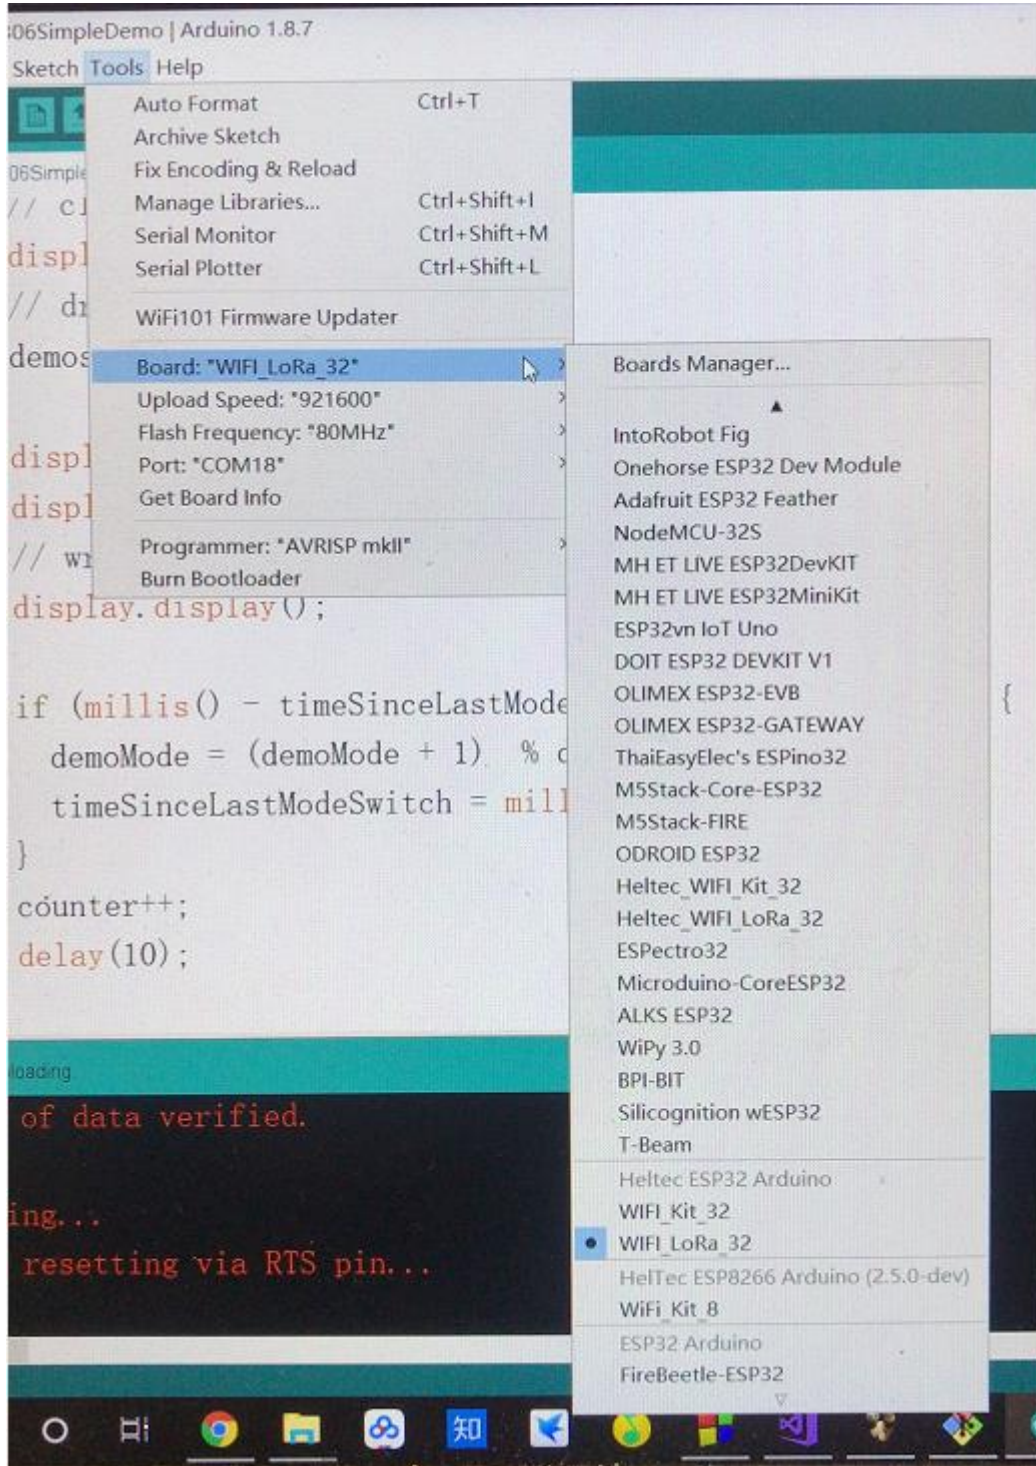 06SimpleDemo | Arduino 1.8.7
Sketch Tools Help
Auto Format Ctrl+T
Archive Sketch
Fix Encoding & Reload
Manage Libraries... Ctrl+Shift+I
Serial Monitor Ctrl+Shift+M
Serial Plotter Ctrl+Shift+L
WiFi101 Firmware Updater
Board: "WIFI_LoRa_32"
Upload Speed: "921600"
Flash Frequency: "80MHz"
Port: "COM18"
Get Board Info
Programmer: "AVRISP mkII"
Burn Bootloader
Boards Manager...
IntoRobot Fig
Onehorse ESP32 Dev Module
Adafruit ESP32 Feather
NodeMCU-32S
MH ET LIVE ESP32DevKIT
MH ET LIVE ESP32MiniKit
ESP32vn IoT Uno
DOIT ESP32 DEVKIT V1
OLIMEX ESP32-EVB
OLIMEX ESP32-GATEWAY
ThaiEasyElec's ESPino32
M5Stack-Core-ESP32
M5Stack-FIRE
ODROID ESP32
Heltec_WIFI_Kit_32
Heltec_WIFI_LoRa_32
ESPectro32
Microduino-CoreESP32
ALKS ESP32
WiPy 3.0
BPI-BIT
Silicognition wESP32
T-Beam
Heltec ESP32 Arduino
WIFI_Kit_32
WIFI_LoRa_32
HelTec ESP8266 Arduino (2.5.0-dev)
WiFi_Kit_8
ESP32 Arduino
FireBeetle-ESP32
06Simple
// cl
displ
// dr
demos
displ
displ
// wr
display.display();
if (millis() - timeSinceLastMode {
demoMode = (demoMode + 1) % d
timeSinceLastModeSwitch = mill
}
counter++;
delay(10);
loading
of data verified.
ing...
resetting via RTS pin...
知